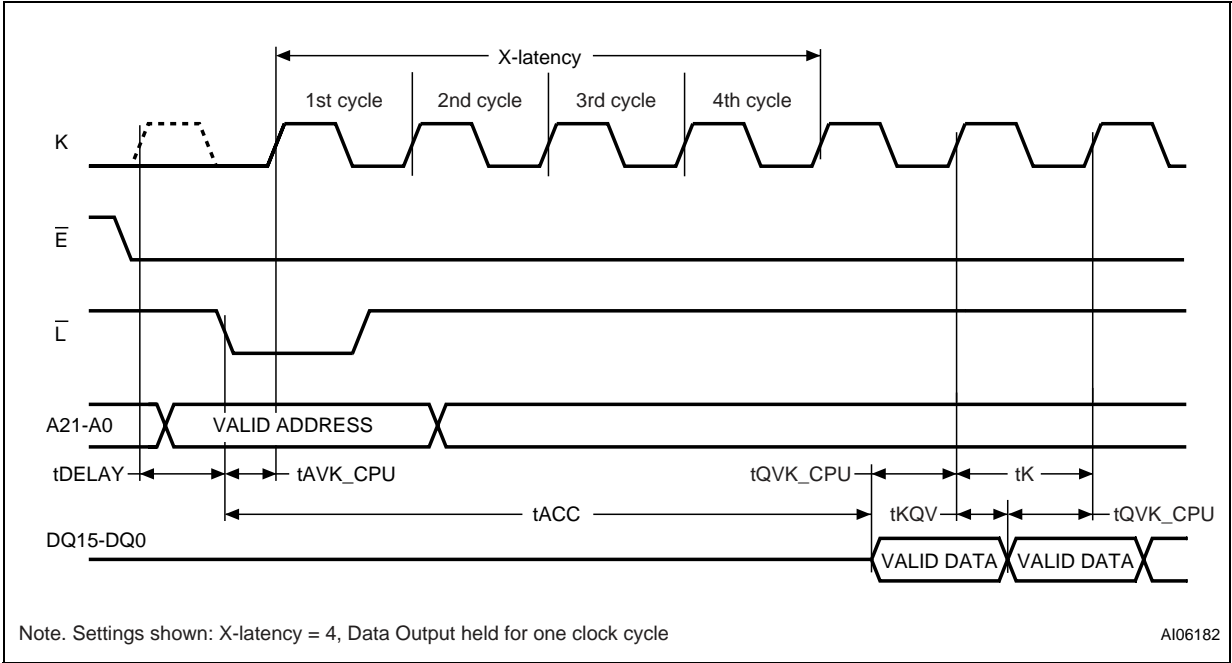 X-latency
1st cycle 2nd cycle 3rd cycle 4th cycle
K
E
L
A21-A0 VALID ADDRESS
tDELAY tAVK_CPU tQVK_CPU tK
tACC tKQV tQVK_CPU
DQ15-DQ0
VALID DATA VALID DATA
Note. Settings shown: X-latency = 4, Data Output held for one clock cycle
AI06182